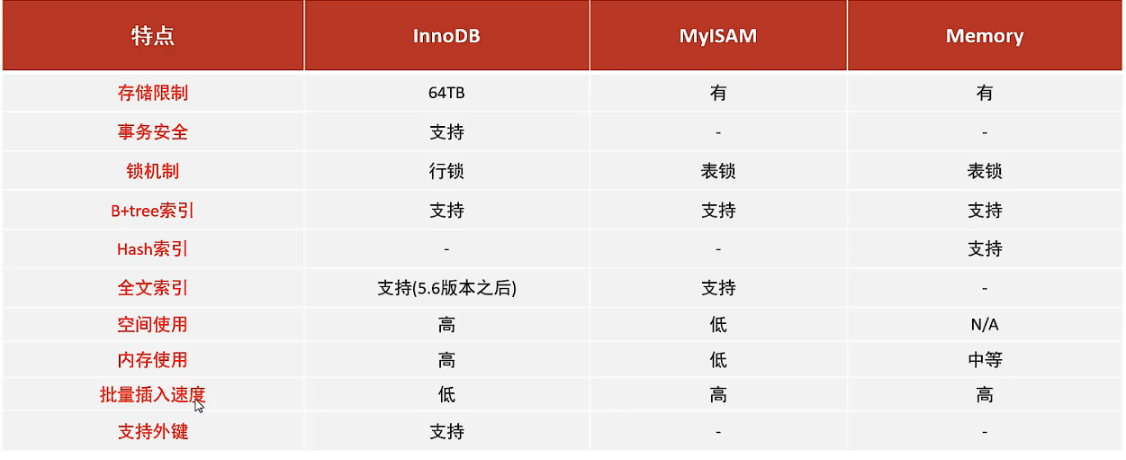 特点 InnoDB MyISAM Memory
存储限制 64TB 有 有
事务安全 支持 - -
锁机制 行锁 表锁 表锁
B+tree索引 支持 支持 支持
Hash索引 - - 支持
全文索引 支持(5.6版本之后) 支持 -
空间使用 高 低 N/A
内存使用 高 低 中等
批量插入速度 低 高 高
支持外键 支持 - -